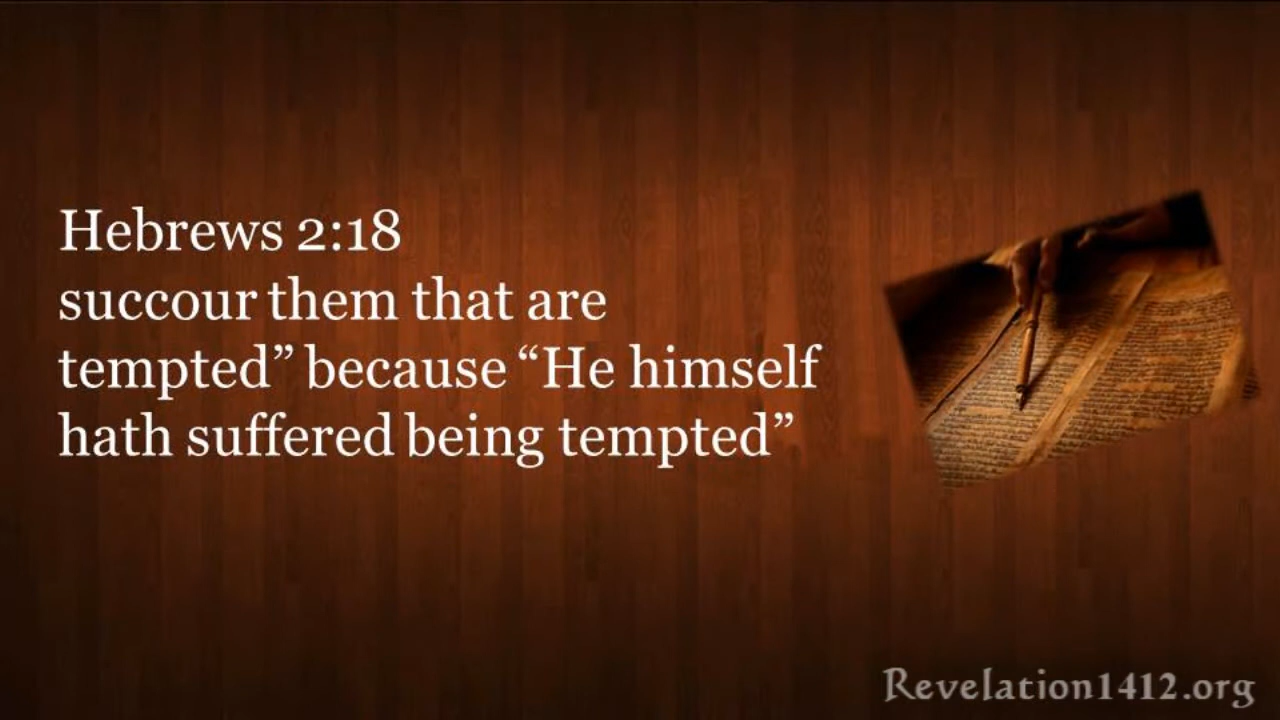 Hebrews 2:18
succour them that are
tempted” because “He himself
hath suffered being tempted”
Revelation1412.org